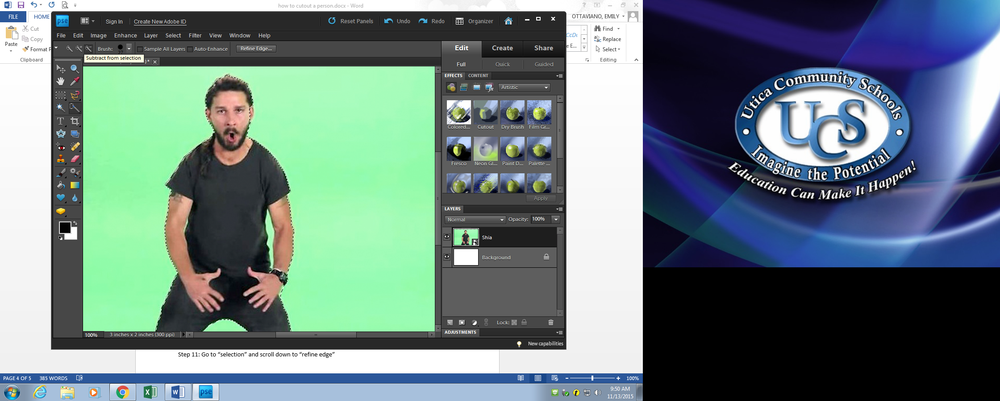 how to cutout a person.docx - Word
FILE
HOME
OTTAVIANO, EMILY
Paste
Cut
Copy
Format P
Clipboard
Find
Replace
Select
Editing
pse
Sign In
Create New Adobe ID
Reset Panels
Undo
Redo
Organizer
File Edit Image Enhance Layer Select Filter View Window Help
Brush:
27
Sample All Layers
Auto-Enhance
Refine Edge...
Subtract from selection
)*
Edit
Create
Share
Full
Quick
Guided
EFFECTS
CONTENT
Artistic
Colored...
Cutout
Dry Brush
Film Gr...
Fresco
Neon Gl...
Paint D...
Palette ...
Apply
LAYERS
Normal
Opacity: 100%
Shia
Background
Lock:
ADJUSTMENTS
100%
3 inches x 2 inches (300 ppi)
New capabilities
Step 11: Go to “selection” and scroll down to “refine edge”
PAGE 4 OF 5
385 WORDS
100%
pse
9:50 AM
11/13/2015
Utica Community Schools
UCS
Imagine the Potential
Education Can Make It Happen!